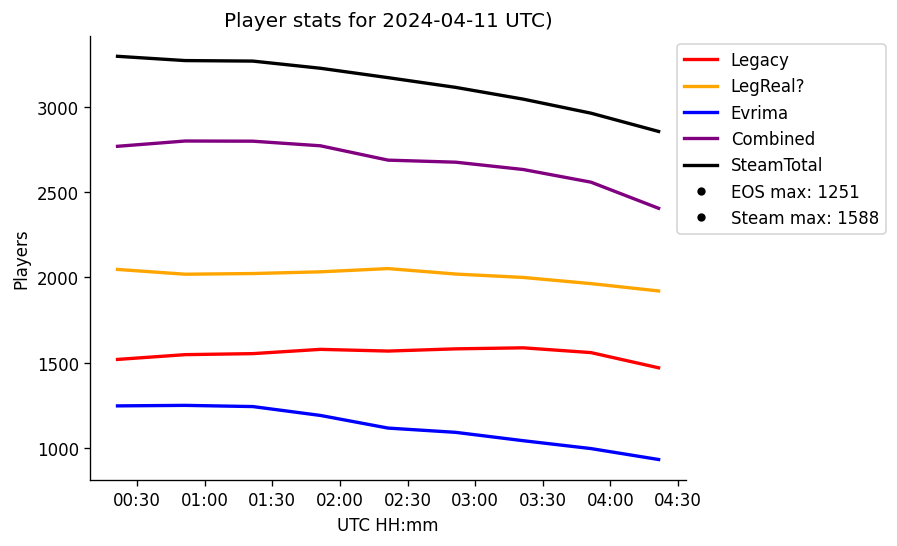 Player stats for 2024-04-11 UTC)
Legacy
LegReal?
Evrima
Combined
SteamTotal
EOS max: 1251
Steam max: 1588
Players
3000
2500
2000
1500
1000
00:30 01:00 01:30 02:00 02:30 03:00 03:30 04:00 04:30
UTC HH:mm